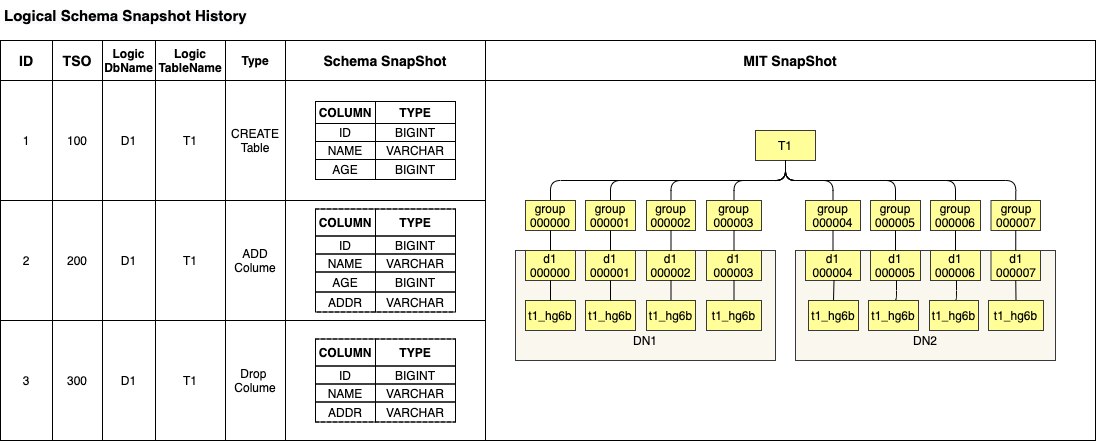 Logical Schema Snapshot History
ID
TSO
Logic
DbName
Logic
TableName
Type
Schema SnapShot
MIT SnapShot
1
100
D1
T1
CREATE
Table
COLUMN TYPE
ID BIGINT
NAME VARCHAR
AGE BIGINT
2
200
D1
T1
ADD
Colume
COLUMN TYPE
ID BIGINT
NAME VARCHAR
AGE BIGINT
ADDR VARCHAR
3
300
D1
T1
Drop
Colume
COLUMN TYPE
ID BIGINT
NAME VARCHAR
ADDR VARCHAR
T1
group
000000
group
000001
group
000002
group
000003
group
000004
group
000005
group
000006
group
000007
d1
000000
d1
000001
d1
000002
d1
000003
d1
000004
d1
000005
d1
000006
d1
000007
t1_hg6b
t1_hg6b
t1_hg6b
t1_hg6b
t1_hg6b
t1_hg6b
t1_hg6b
t1_hg6b
DN1
DN2